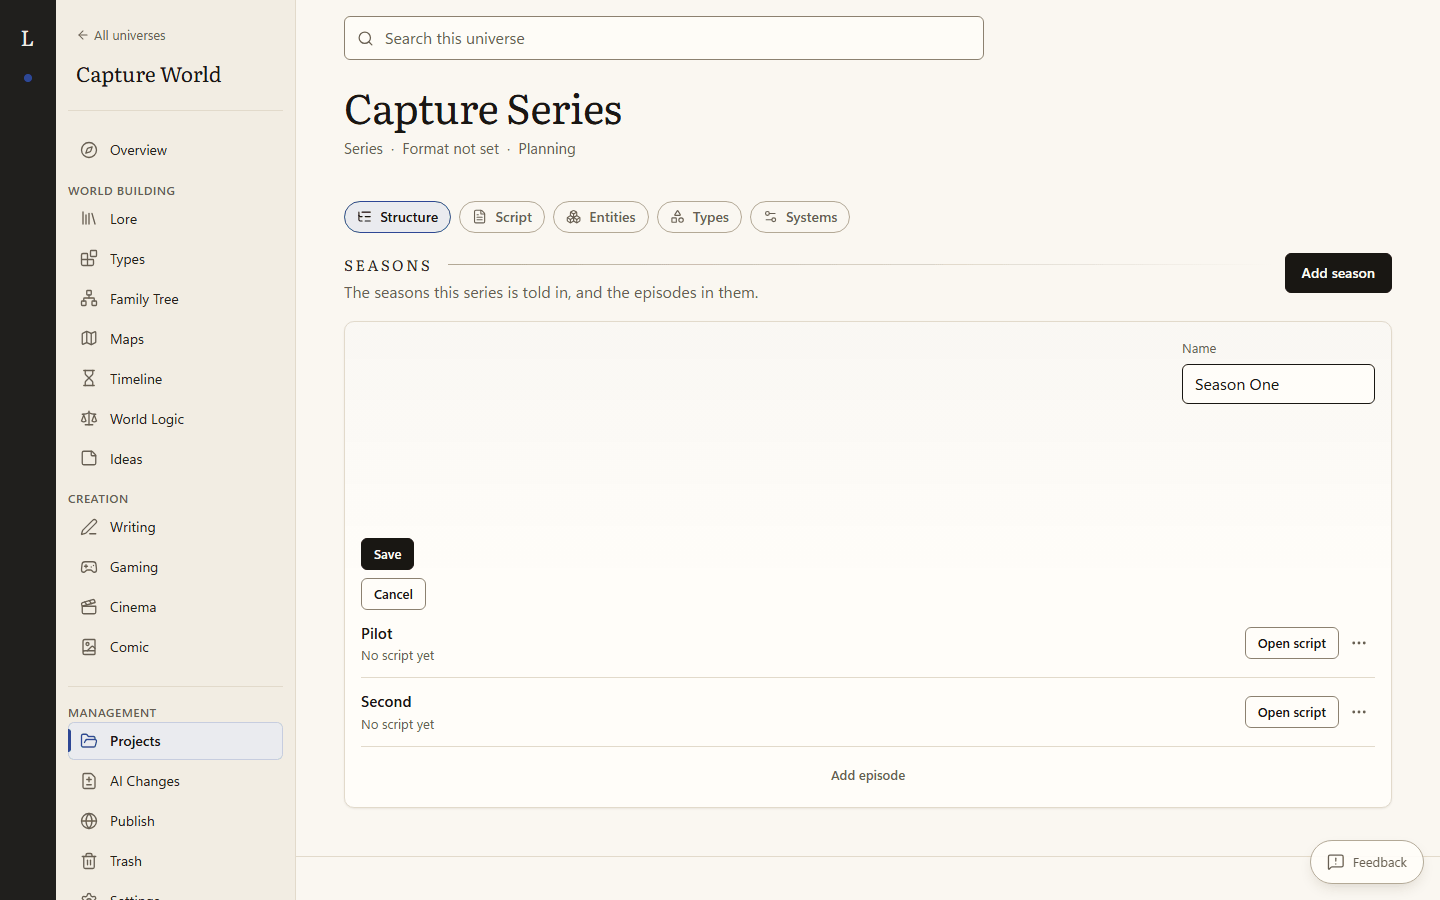 L
All universes
Capture World
Overview
WORLD BUILDING
Lore
Types
Family Tree
Maps
Timeline
World Logic
Ideas
CREATION
Writing
Gaming
Cinema
Comic
MANAGEMENT
Projects
AI Changes
Publish
Trash
Settings
Search this universe
Capture Series
Series · Format not set · Planning
Structure
Script
Entities
Types
Systems
SEASONS
Add season
The seasons this series is told in, and the episodes in them.
Name
Season One
Save
Cancel
Pilot
No script yet
Open script
Second
No script yet
Open script
Add episode
Feedback